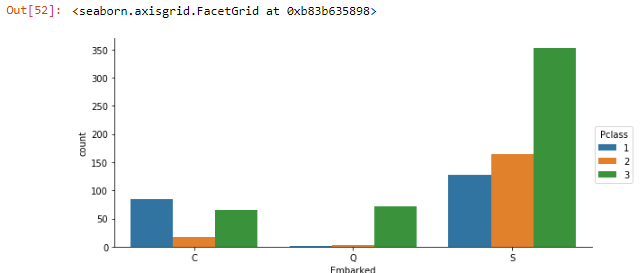 Out[52]: <seaborn.axisgrid.FacetGrid at 0xb83b635898>
350
300
250
200
150
100
50
0
count
C Q S
Embarked
Pclass
1
2
3